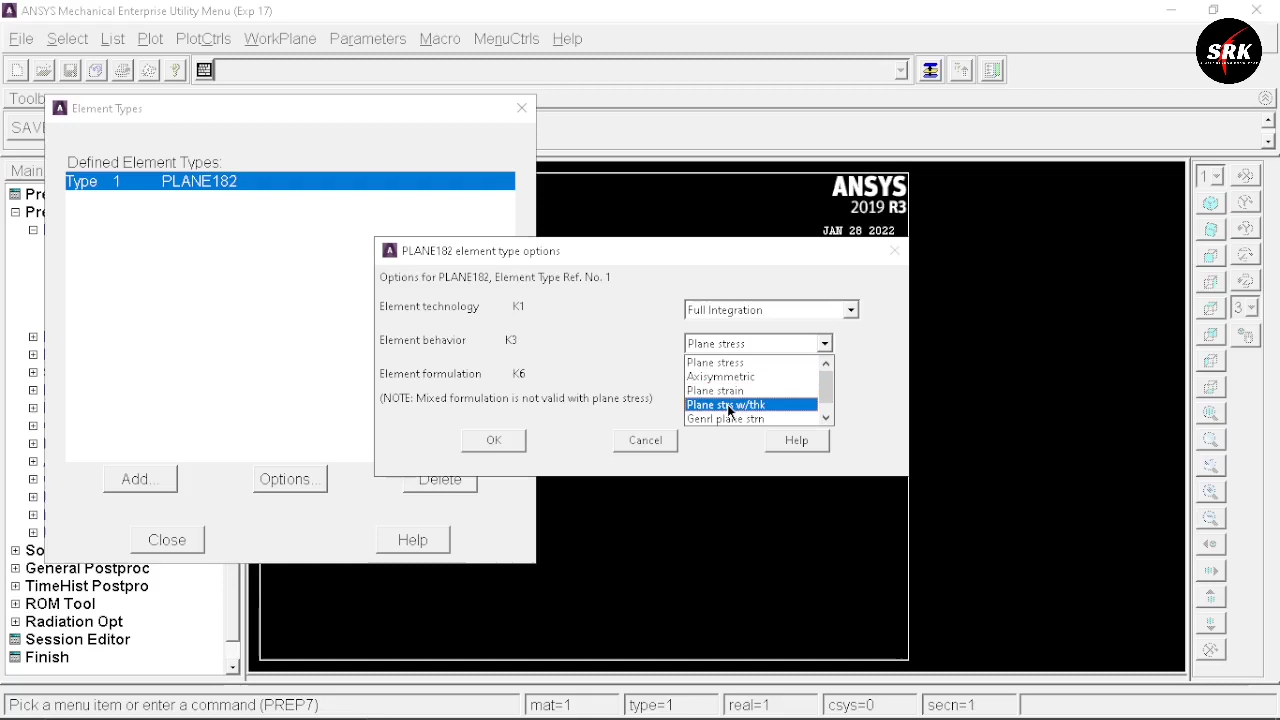 ANSYS Mechanical Enterprise Utility Menu (Exp 17)
File Select List Plot PlotCtrls WorkPlane Parameters Macro MenuCtrls Help
SRK
Toolb
SAVE
Element Types
Main
Defined Element Types:
Type 1 PLANE182
Pre
Pre
ANSYS
2019 R3
JAN 28 2022
PLANE182 element type options
Options for PLANE182, Element Type Ref. No. 1
Element technology K1 Full Integration
Element behavior K3 Plane stress
Plane stress
Axisymmetric
Element formulation K6
Plane strain
(NOTE: Mixed formulation is not valid with plane stress)
Plane strs w/thk
Genrl plane strn
OK Cancel Help
Add... Options... Delete
Close Help
So
General Postproc
TimeHist Postpro
ROM Tool
Radiation Opt
Session Editor
Finish
1
3
Pick a menu item or enter a command (PREP7) mat=1 type=1 real=1 csys=0 secn=1